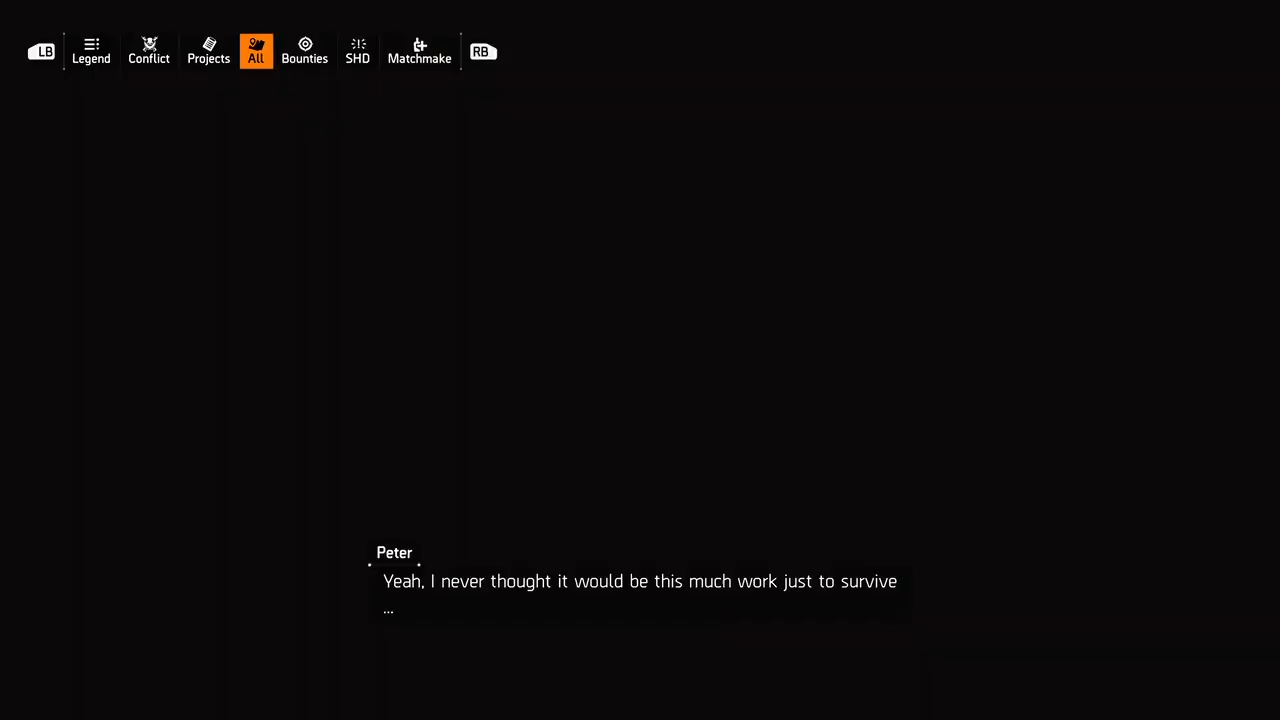 LB
Legend
Conflict
Projects
All
Bounties
SHD
Matchmake
RB
Peter
Yeah, I never thought it would be this much work just to survive
...